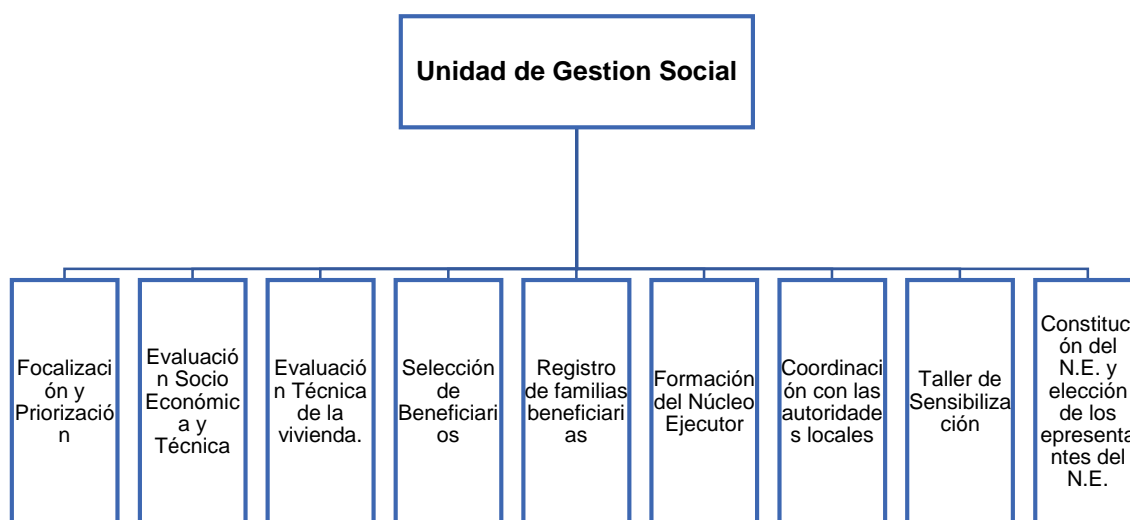 Unidad de Gestion Social
Focalizaci
ón y
Priorizació
n
Evaluació
n Socio
Económic
a y
Técnica
Evaluació
n Técnica
de la
vivienda.
Selección
de
Beneficiari
os
Registro
de familias
beneficiari
as
Formación
del Núcleo
Ejecutor
Coordinaci
ón con las
autoridade
s locales
Taller de
Sensibiliza
ción
Constituci
ón del
N.E. y
elección
de los
epresenta
ntes del
N.E.